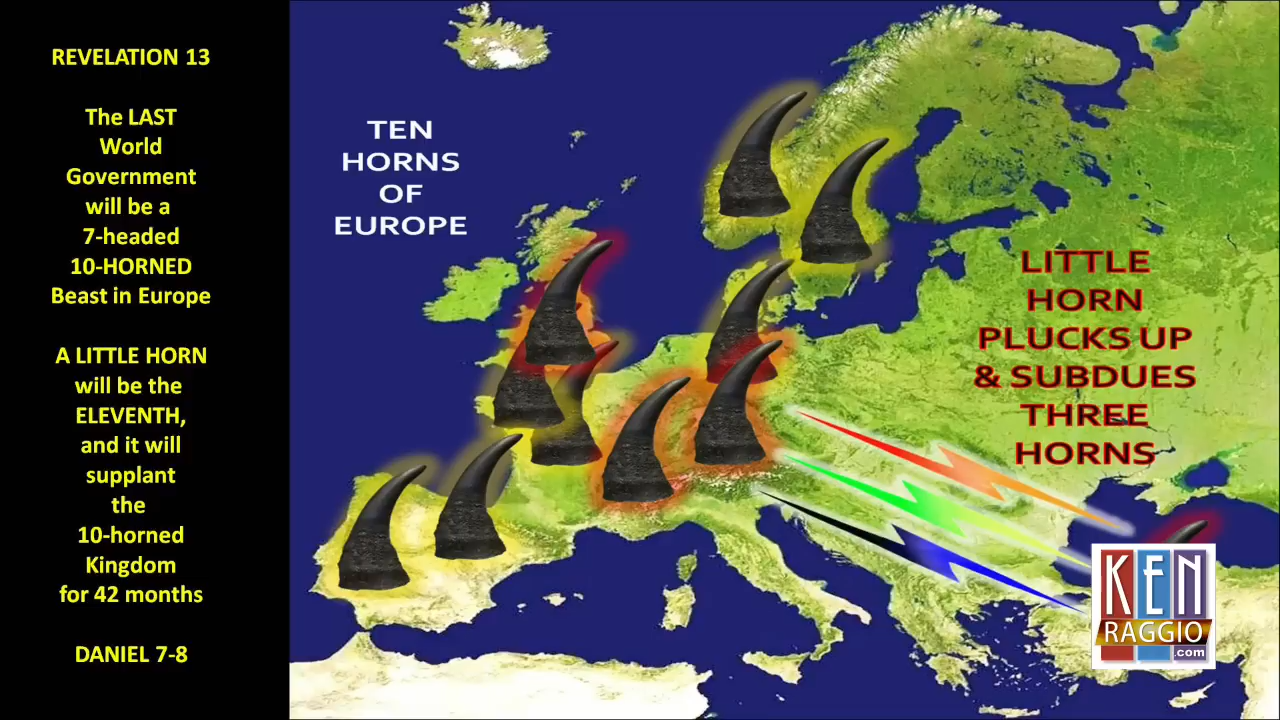 REVELATION 13
The LAST
World
Government
will be a
7-headed
10-HORNED
Beast in Europe
A LITTLE HORN
will be the
ELEVENTH,
and it will
supplant
the
10-horned
Kingdom
for 42 months
DANIEL 7-8
TEN
HORNS
OF
EUROPE
LITTLE
HORN
PLUCKS UP
& SUBDUES
THREE
HORNS
KEN
RAGGIO
.com